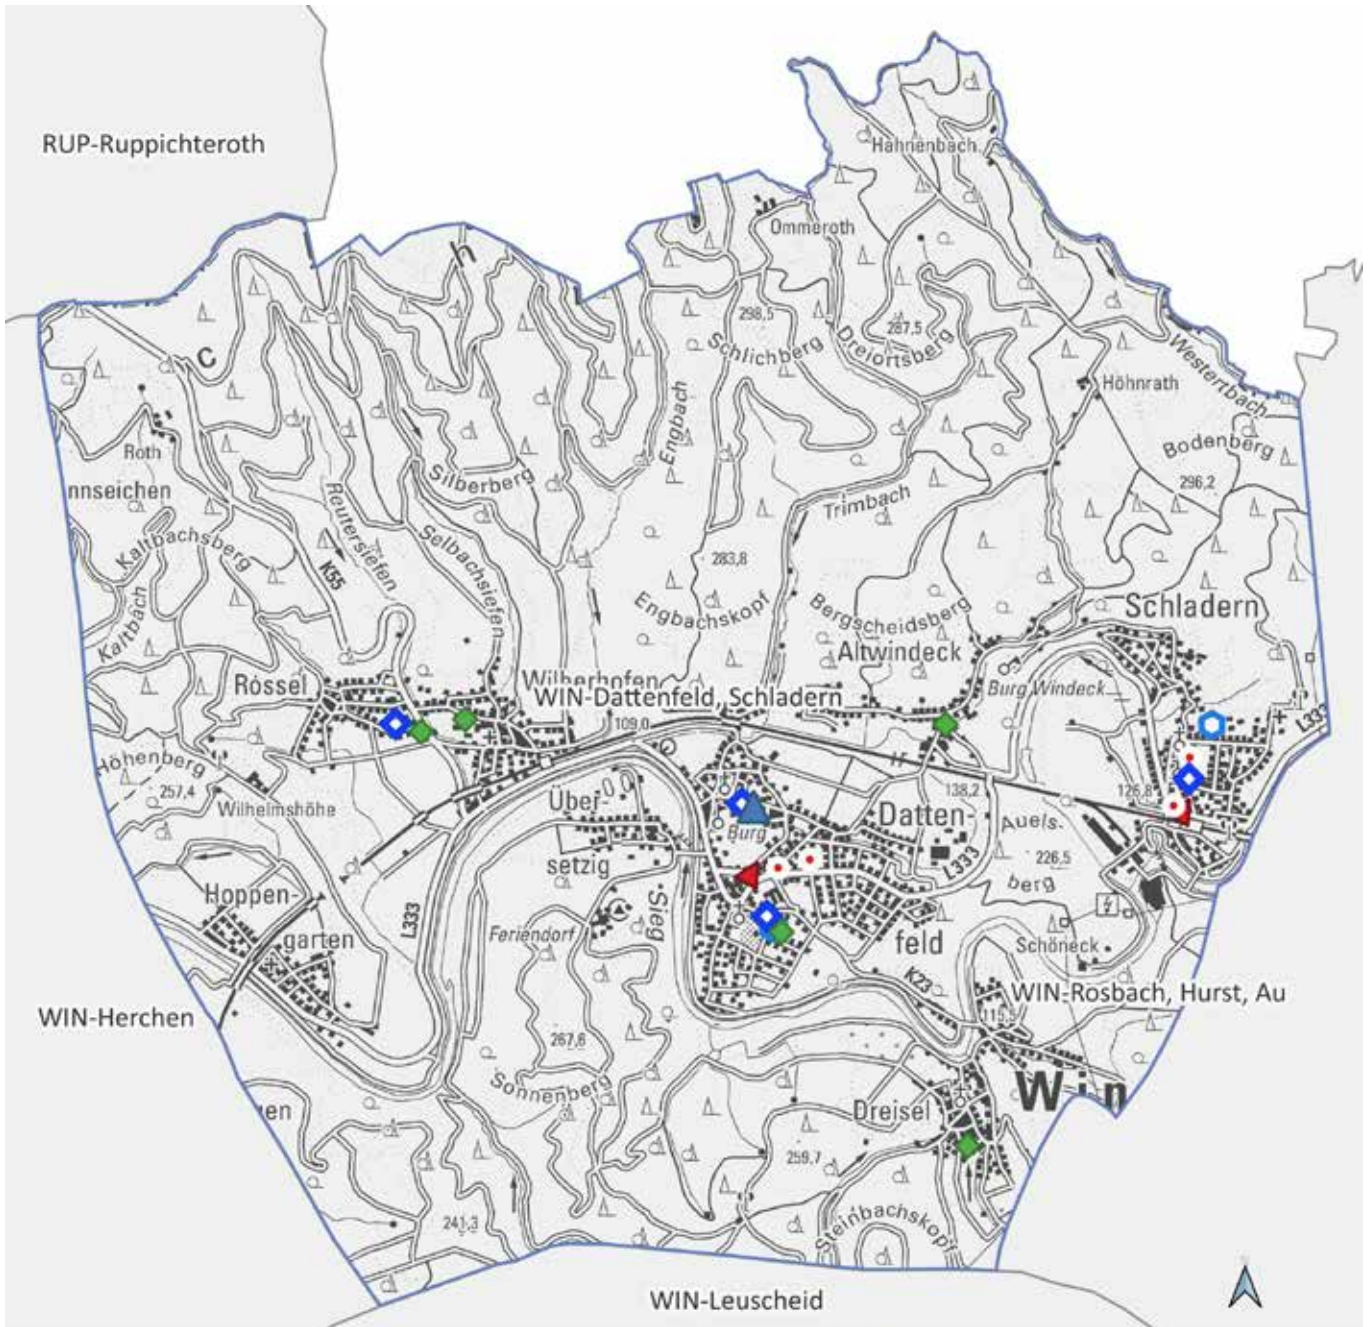 RUP-Ruppichteroth
Hahnenbach
Ommeroth
h
c
298,5
287,5
Schlichberg
Dreiortsberg
Westertbach
Höhnrath
Engbach
Bodenberg
296,2
Roth
nnseichen
Silberberg
Reutersiefen
Trimbach
Kaltbachsberg
Selbachsiefen
K55
283,8
Engbachskopf
Bergscheidsberg
Schladern
Kaltbach
Altwindeck
Rossel
Wilberhofen
Burg Windeck
WIN-Dattenfeld, Schladern
109,0
L333
Höhenberg
257,4
Wilhelmshöhe
Über-
setzig
138,2
126,8
Burg
Datten-
feld
Auels-
berg
226,5
L333
Hoppen-
garten
L333
Sieg
Feriendorf
Schöneck
K23
WIN-Herchen
WIN-Rosbach, Hurst, Au
115,5
267,6
Sonnenberg
Win
Dreisel
259,7
241,3
Steinbachskopf
WIN-Leuscheid